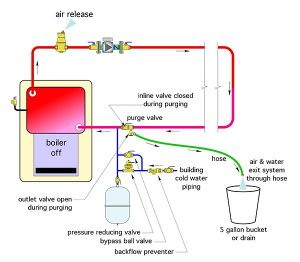 air release
inline valve closed
during purging
purge valve
boiler
off
hose
air & water
exit system
through hose
building
cold water
piping
outlet valve open
during purging
5 gallon bucket
or drain
pressure reducing valve
bypass ball valve
backflow preventer